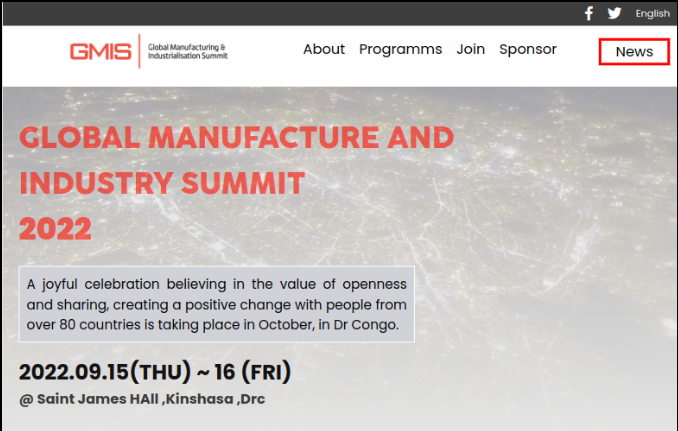 English
GMIS
Global Manufacturing &
Industrialisation Summit
About Programms Join Sponsor News
GLOBAL MANUFACTURE AND
INDUSTRY SUMMIT
2022
A joyful celebration believing in the value of openness
and sharing, creating a positive change with people from
over 80 countries is taking place in October, in Dr Congo.
2022.09.15(THU) ~ 16 (FRI)
@ Saint James HAll ,Kinshasa ,Drc